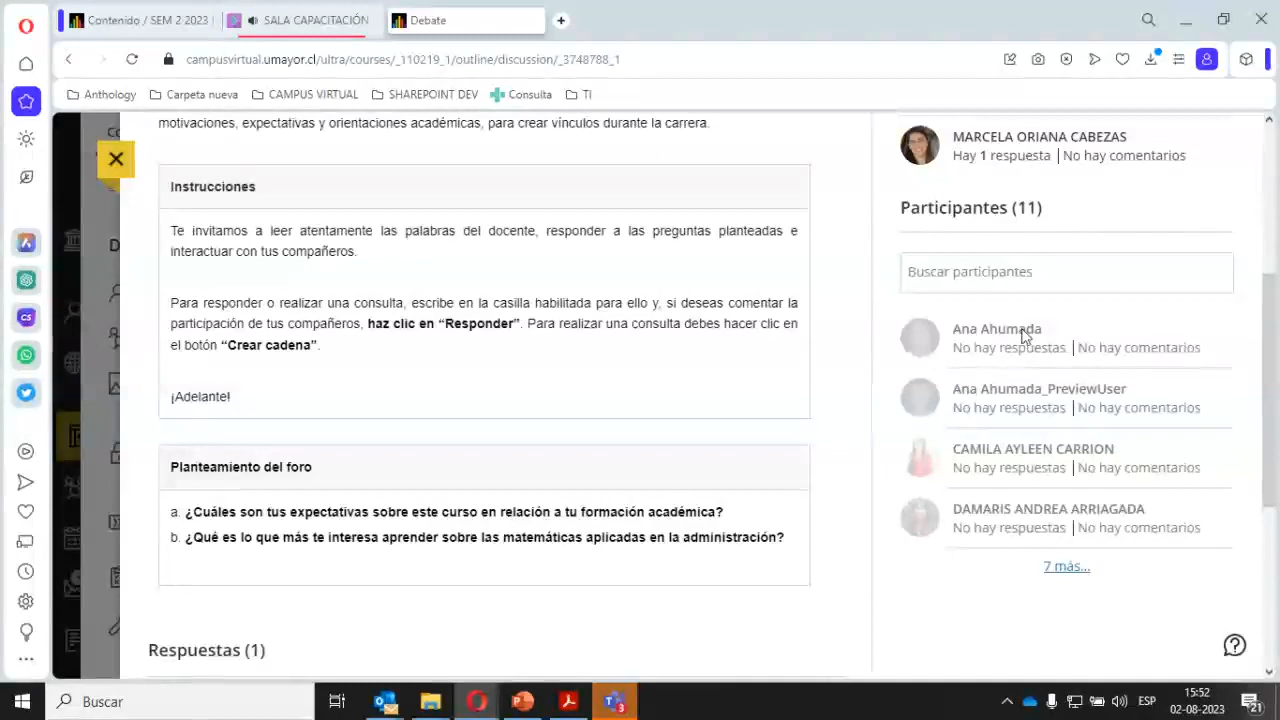 Contenido / SEM 2 2023
SALA CAPACITACIÓN
Debate
campusvirtual.umayor.cl/ultra/courses/_110219_1/outline/discussion/_3748788_1
Anthology
Carpeta nueva
CAMPUS VIRTUAL
SHAREPOINT DEV
Consulta
TI
motivaciones, expectativas y orientaciones académicas, para crear vínculos durante la carrera.
Instrucciones
Te invitamos a leer atentamente las palabras del docente, responder a las preguntas planteadas e
interactuar con tus compañeros.
Para responder o realizar una consulta, escribe en la casilla habilitada para ello y, si deseas comentar la
participación de tus compañeros, haz clic en “Responder”. Para realizar una consulta debes hacer clic en
el botón “Crear cadena”.
¡Adelante!
Planteamiento del foro
a. ¿Cuáles son tus expectativas sobre este curso en relación a tu formación académica?
b. ¿Qué es lo que más te interesa aprender sobre las matemáticas aplicadas en la administración?
Respuestas (1)
MARCELA ORIANA CABEZAS
Hay 1 respuesta | No hay comentarios
Participantes (11)
Buscar participantes
Ana Ahumada
No hay respuestas | No hay comentarios
Ana Ahumada_PreviewUser
No hay respuestas | No hay comentarios
CAMILA AYLEEN CARRION
No hay respuestas | No hay comentarios
DAMARIS ANDREA ARRIAGADA
No hay respuestas | No hay comentarios
7 más...
Buscar
ESP
15:52
02-08-2023
21